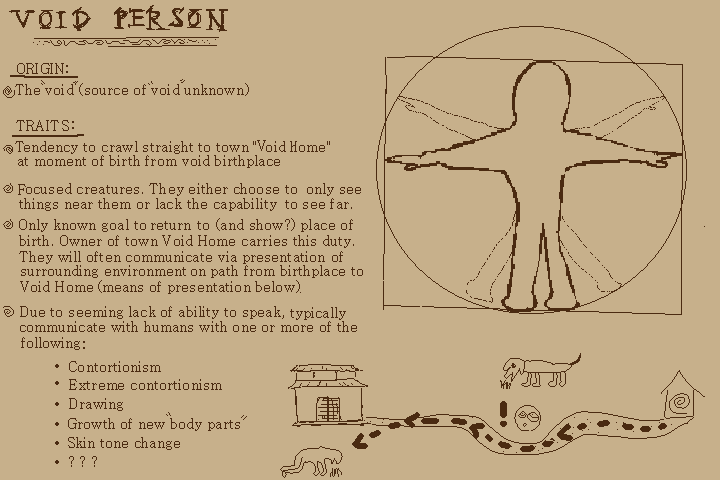 VOID PERSON
ORIGIN:
The "void" (source of "void" unknown)
TRAITS:
Tendency to crawl straight to town "Void Home"
at moment of birth from void birthplace
Focused creatures. They either choose to only see
things near them or lack the capability to see far.
Only known goal to return to (and show?) place of
birth. Owner of town Void Home carries this duty.
They will often communicate via presentation of
surrounding environment on path from birthplace to
Void Home (means of presentation below).
Due to seeming lack of ability to speak, typically
communicate with humans with one or more of the
following:
• Contortionism
• Extreme contortionism
• Drawing
• Growth of new "body parts"
• Skin tone change
• ? ? ?
!